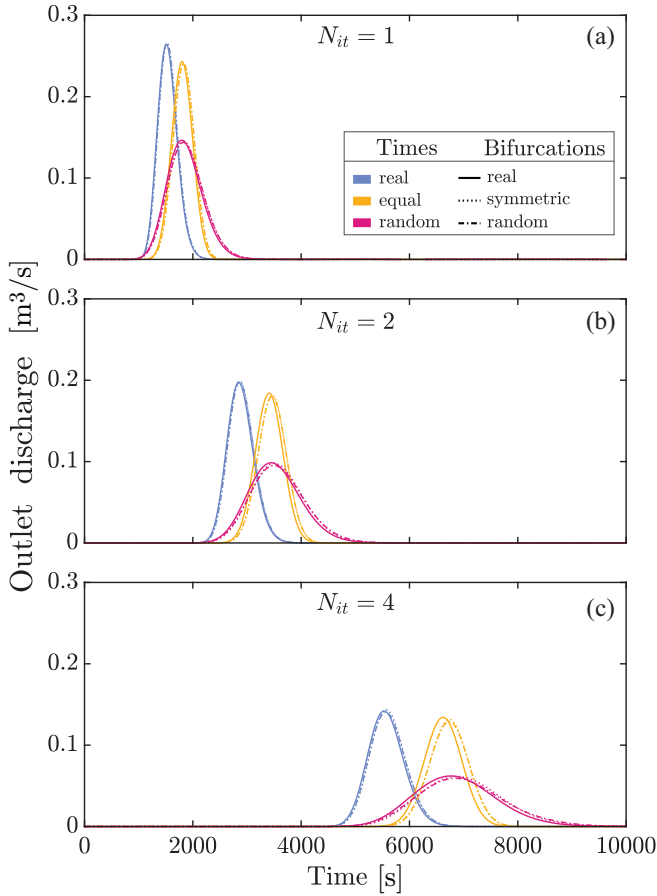 N_it = 1
(a)
0.3
0.2
0.1
0
Times Bifurcations
real real
equal symmetric
random random
N_it = 2
(b)
0.3
0.2
0.1
0
Outlet discharge [m³/s]
N_it = 4
(c)
0.3
0.2
0.1
0
0 2000 4000 6000 8000 10000
Time [s]